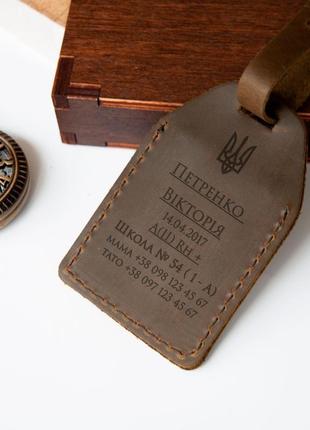 ПЕТРЕНКО
ВІКТОРІЯ
14.04.2017
A(II) RH +
ШКОЛА № 54 ( 1 - А)
МАМА +38 098 123 45 67
ТАТО +38 097 123 45 67